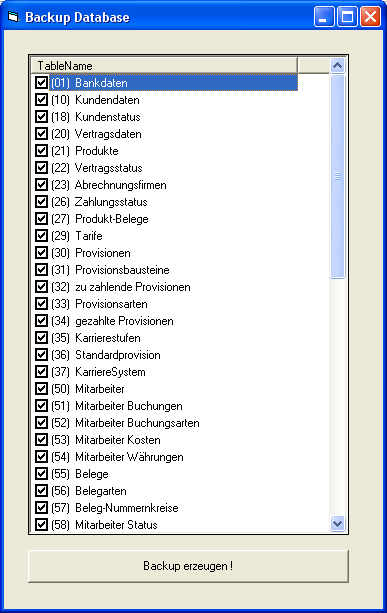 Backup Database
TableName
(01) Bankdaten
(10) Kundendaten
(18) Kundenstatus
(20) Vertragsdaten
(21) Produkte
(22) Vertragsstatus
(23) Abrechnungsfirmen
(26) Zahlungsstatus
(27) Produkt-Belege
(29) Tarife
(30) Provisionen
(31) Provisionsbausteine
(32) zu zahlende Provisionen
(33) Provisionsarten
(34) gezahlte Provisionen
(35) Karrierestufen
(36) Standardprovision
(37) KarriereSystem
(50) Mitarbeiter
(51) Mitarbeiter Buchungen
(52) Mitarbeiter Buchungsarten
(53) Mitarbeiter Kosten
(54) Mitarbeiter Währungen
(55) Belege
(56) Belegarten
(57) Beleg-Nummernkreise
(58) Mitarbeiter Status
Backup erzeugen !